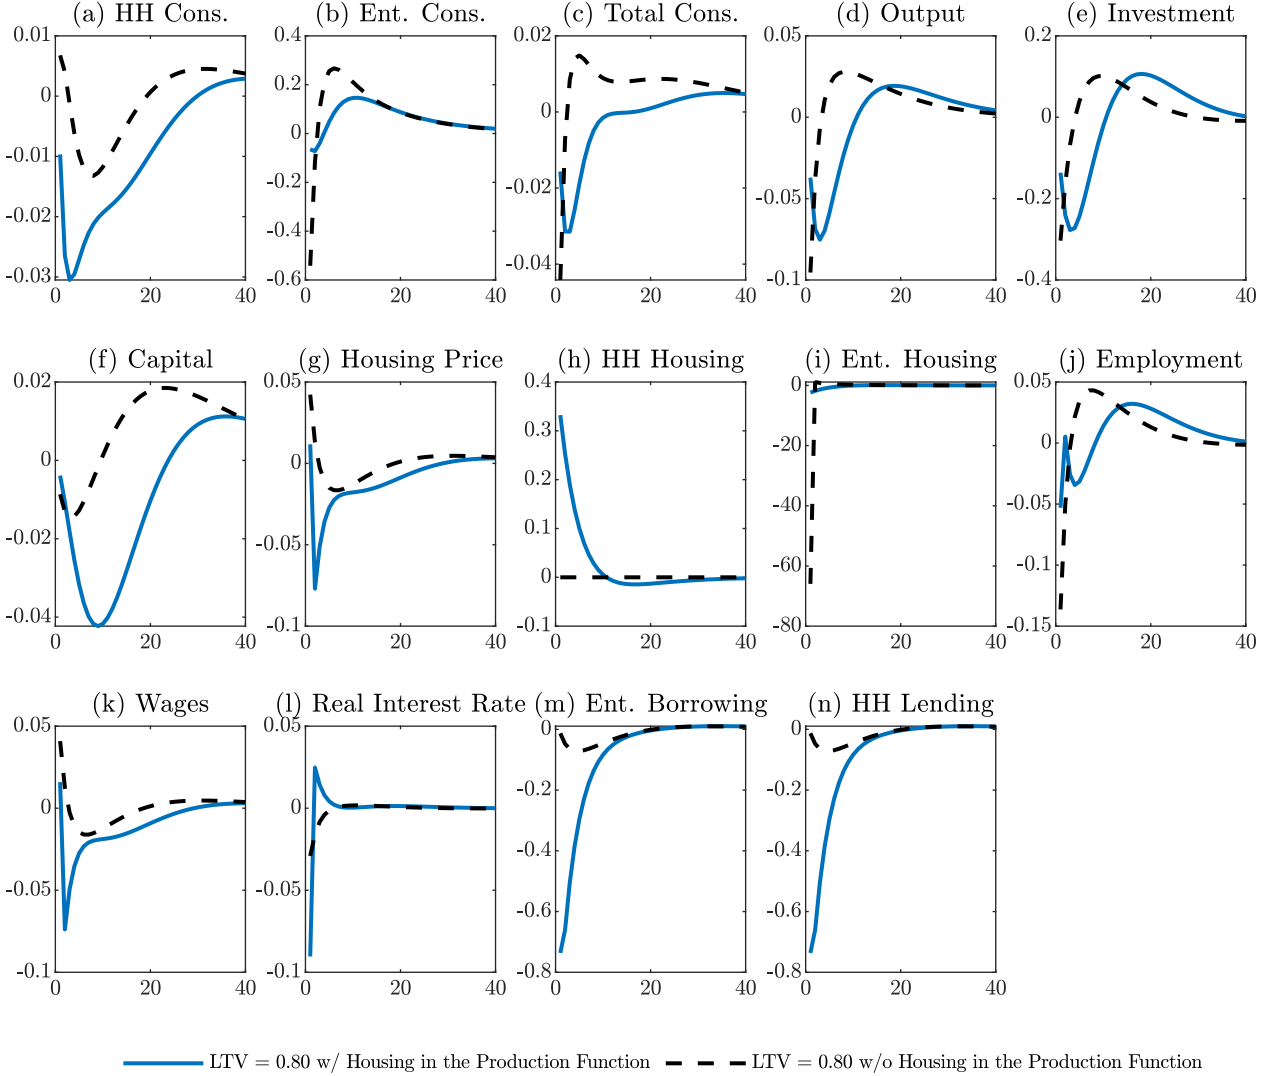 (a) HH Cons.
(b) Ent. Cons.
(c) Total Cons.
(d) Output
(e) Investment
0.01
0
-0.01
-0.02
-0.03
0 20 40
0.4
0.2
0
-0.2
-0.4
-0.6
0 20 40
0.02
0
-0.02
-0.04
0 20 40
0.05
0
-0.05
-0.1
0 20 40
0.2
0
-0.2
-0.4
0 20 40
(f) Capital
(g) Housing Price
(h) HH Housing
(i) Ent. Housing
(j) Employment
0.02
0
-0.02
-0.04
0 20 40
0.05
0
-0.05
-0.1
0 20 40
0.4
0.3
0.2
0.1
0
-0.1
0 20 40
0
-20
-40
-60
-80
0 20 40
0.05
0
-0.05
-0.1
-0.15
0 20 40
(k) Wages
(l) Real Interest Rate
(m) Ent. Borrowing
(n) HH Lending
0.05
0
-0.05
-0.1
0 20 40
0.05
0
-0.05
-0.1
0 20 40
0
-0.2
-0.4
-0.6
-0.8
0 20 40
0
-0.2
-0.4
-0.6
-0.8
0 20 40
LTV = 0.80 w/ Housing in the Production Function
LTV = 0.80 w/o Housing in the Production Function